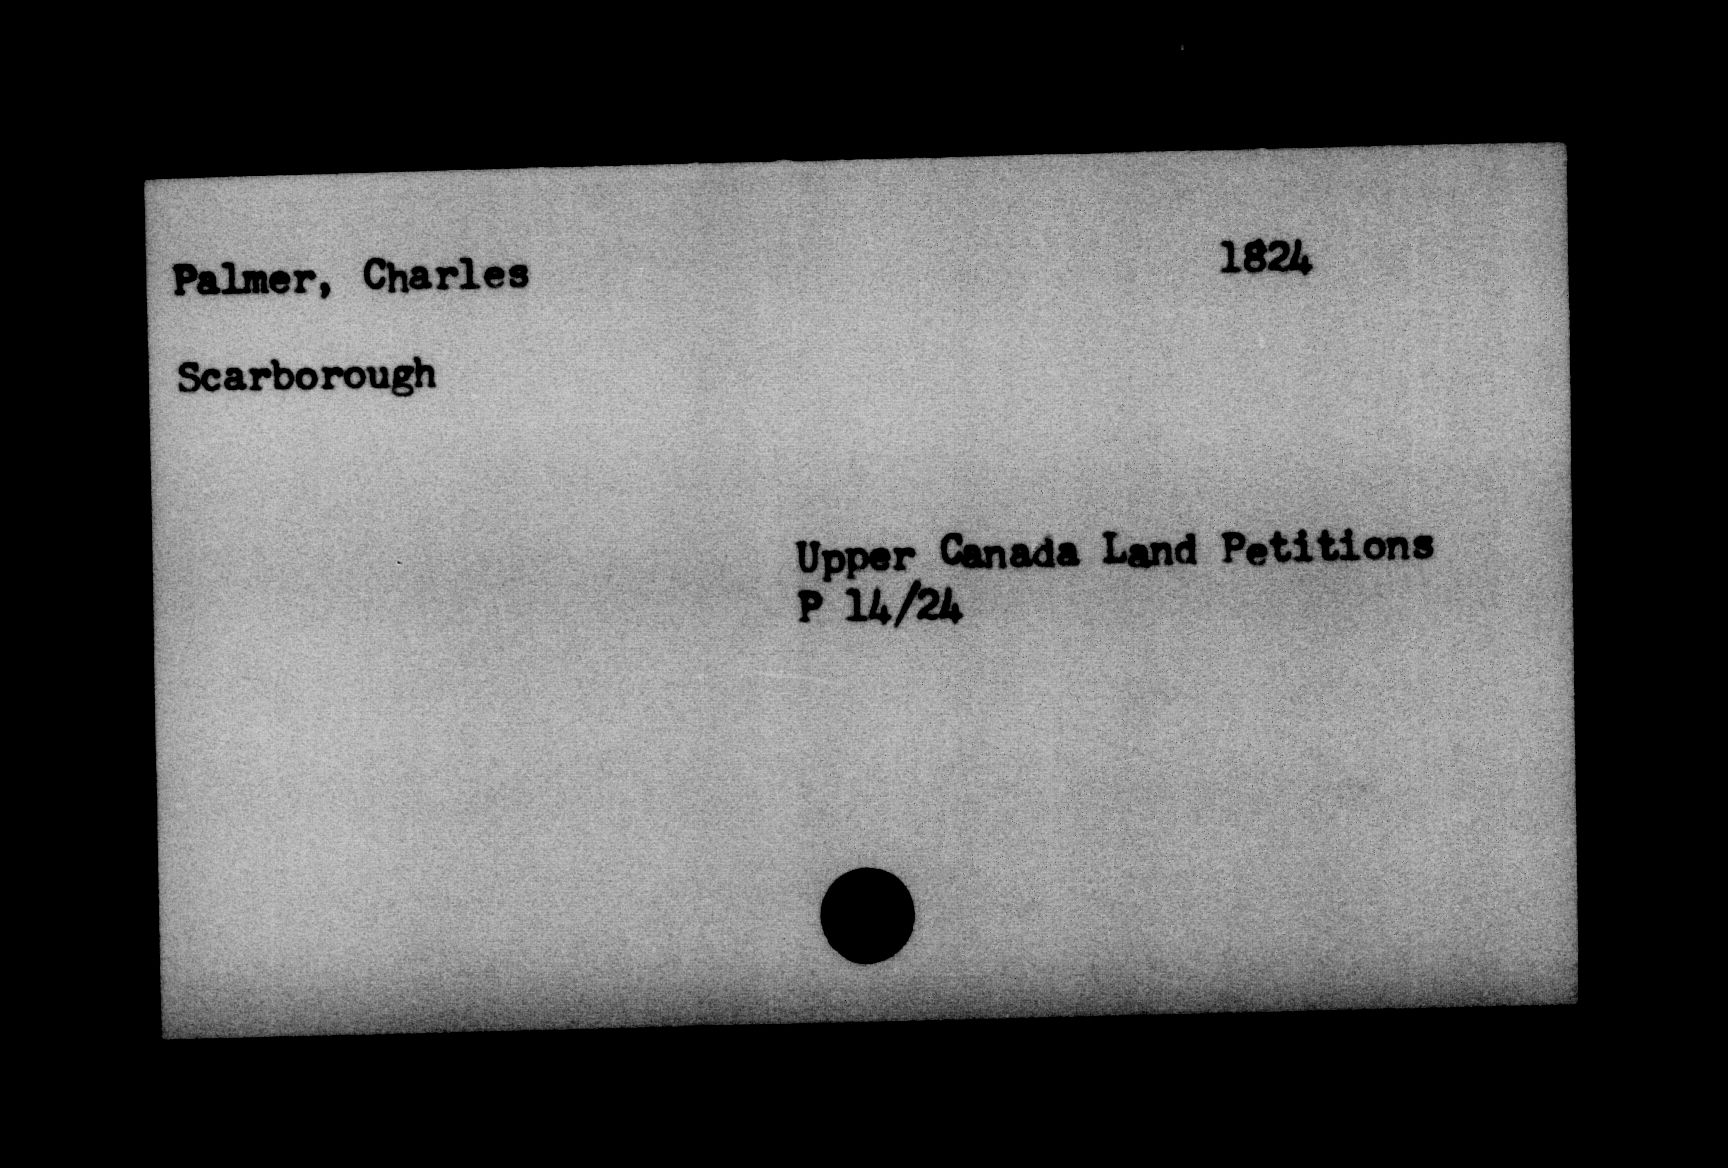 Palmer, Charles 1824
Scarborough
Upper Canada Land Petitions
P 14/24